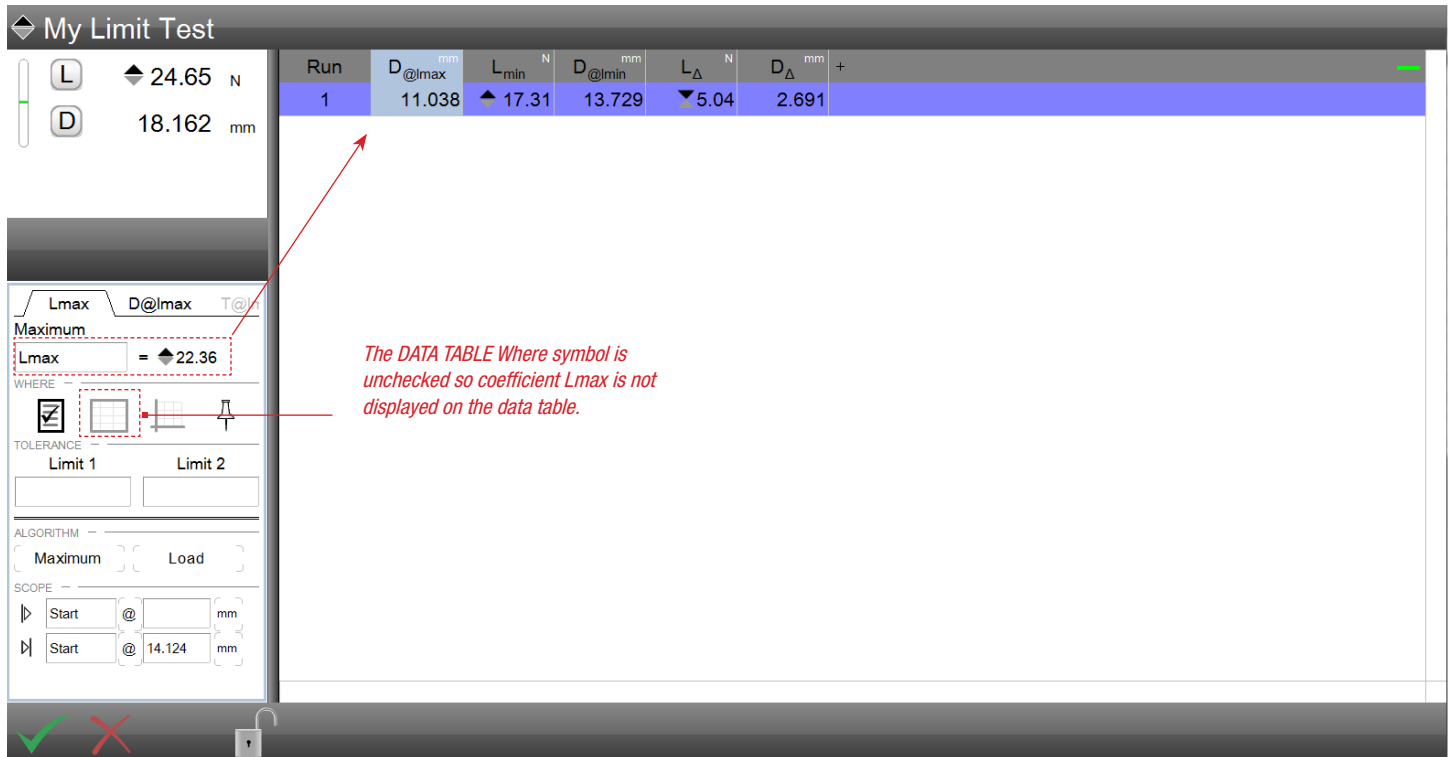 My Limit Test
L 24.65 N
D 18.162 mm
Run D@lmax mm Lmin N D@lmin mm LΔ N DΔ mm +
1 11.038 17.31 13.729 5.04 2.691
Lmax D@lmax T@l
Maximum
Lmax = 22.36
WHERE
TOLERANCE
Limit 1 Limit 2
ALGORITHM
Maximum Load
SCOPE
Start @ mm
Start @ 14.124 mm
The DATA TABLE Where symbol is
unchecked so coefficient Lmax is not
displayed on the data table.